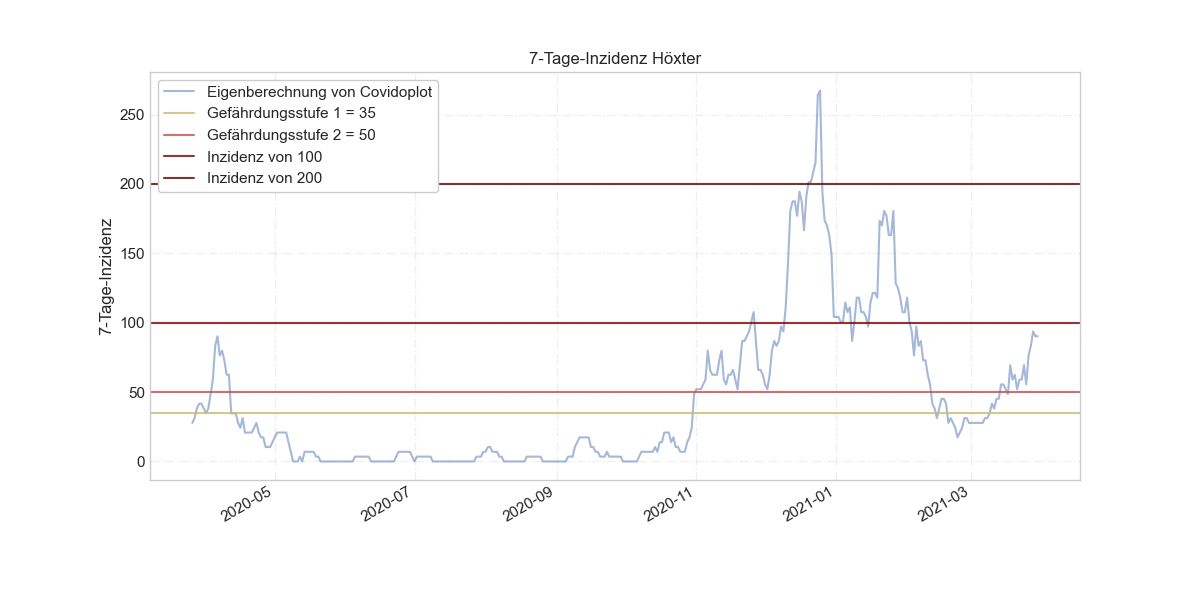 7-Tage-Inzidenz Höxter
Eigenberechnung von Covidoplot
Gefährdungsstufe 1 = 35
Gefährdungsstufe 2 = 50
Inzidenz von 100
Inzidenz von 200
7-Tage-Inzidenz
250
200
150
100
50
0
2020-05
2020-07
2020-09
2020-11
2021-01
2021-03